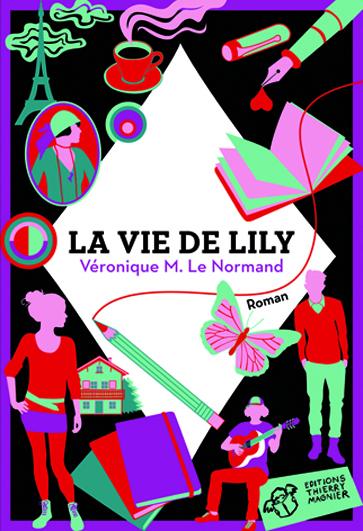 LA VIE DE LILY
Véronique M. Le Normand
Roman
EDITIONS
THIERRY
MAGNIER